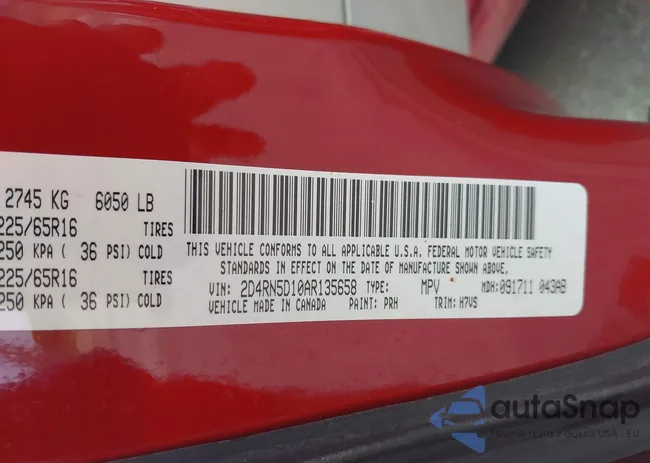 2745 KG 6050 LB
225/65R16 TIRES
250 KPA ( 36 PSI) COLD
225/65R16 TIRES
250 KPA ( 36 PSI) COLD
THIS VEHICLE CONFORMS TO ALL APPLICABLE U.S.A. FEDERAL MOTOR VEHICLE SAFETY
STANDARDS IN EFFECT ON THE DATE OF MANUFACTURE SHOWN ABOVE.
VIN: 2D4RN5D10AR135658 TYPE: MPV MDH: 091711 043AB
VEHICLE MADE IN CANADA PAINT: PRH TRIM: H7VS
autoSnap
USA · EU